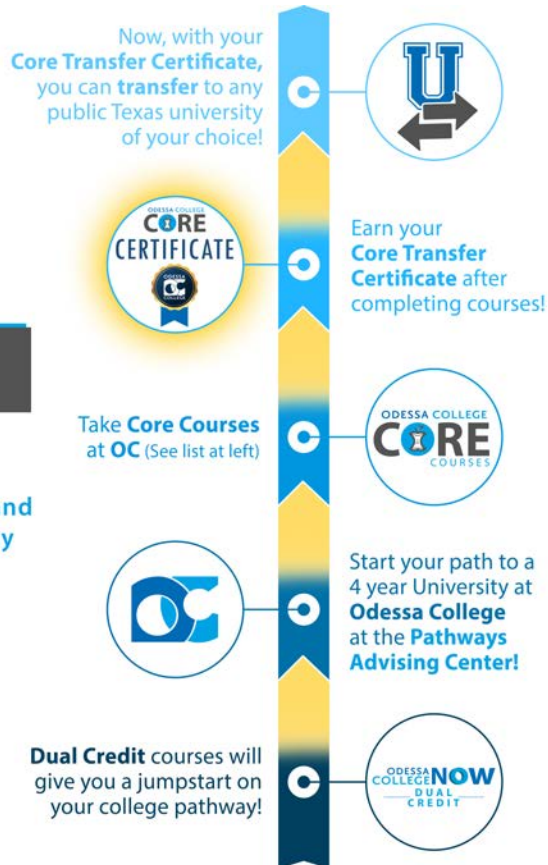 Now, with your
Core Transfer Certificate,
you can transfer to any
public Texas university
of your choice!
U
ODESSA COLLEGE
CORE
CERTIFICATE
ODESSA
OC
COLLEGE
Earn your
Core Transfer
Certificate after
completing courses!
Take Core Courses
at OC (See list at left)
ODESSA COLLEGE
CORE
COURSES
OC
Start your path to a
4 year University at
Odessa College
at the Pathways
Advising Center!
Dual Credit courses will
give you a jumpstart on
your college pathway!
ODESSA
COLLEGE NOW
DUAL
CREDIT